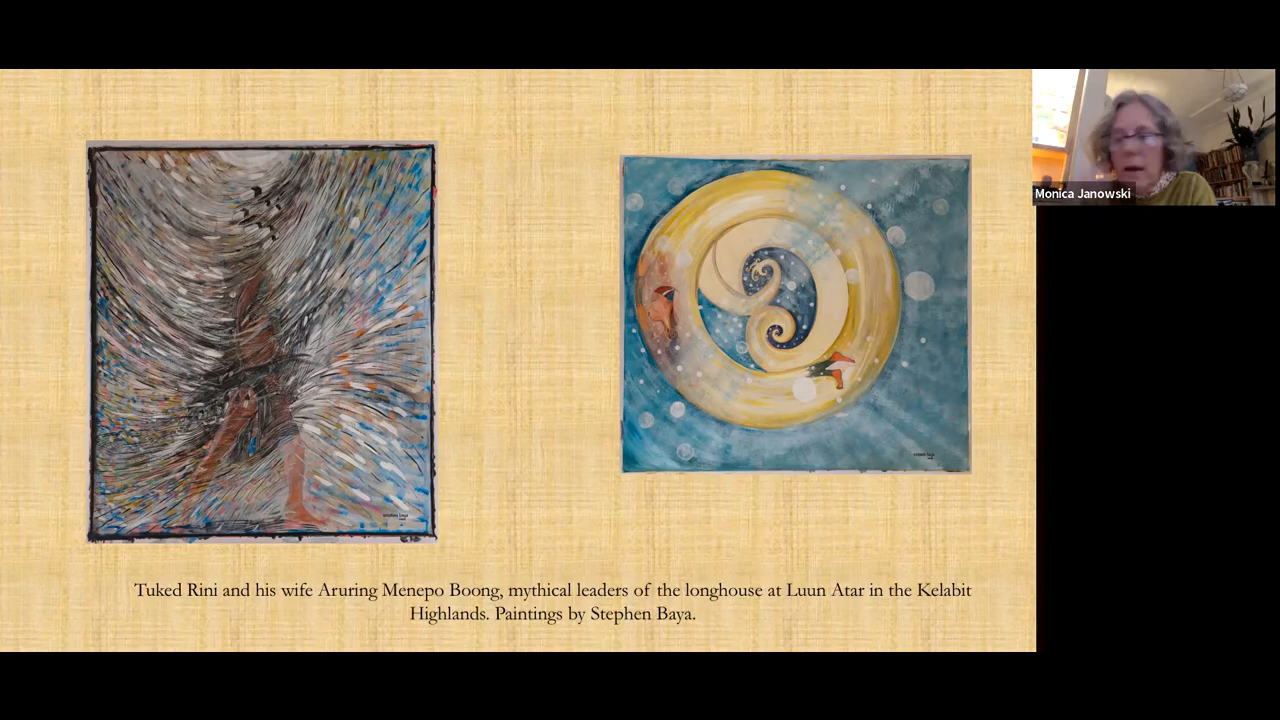 Monica Janowski
Tuked Rini and his wife Aruring Menepo Boong, mythical leaders of the longhouse at Luun Atar in the Kelabit
Highlands. Paintings by Stephen Baya.